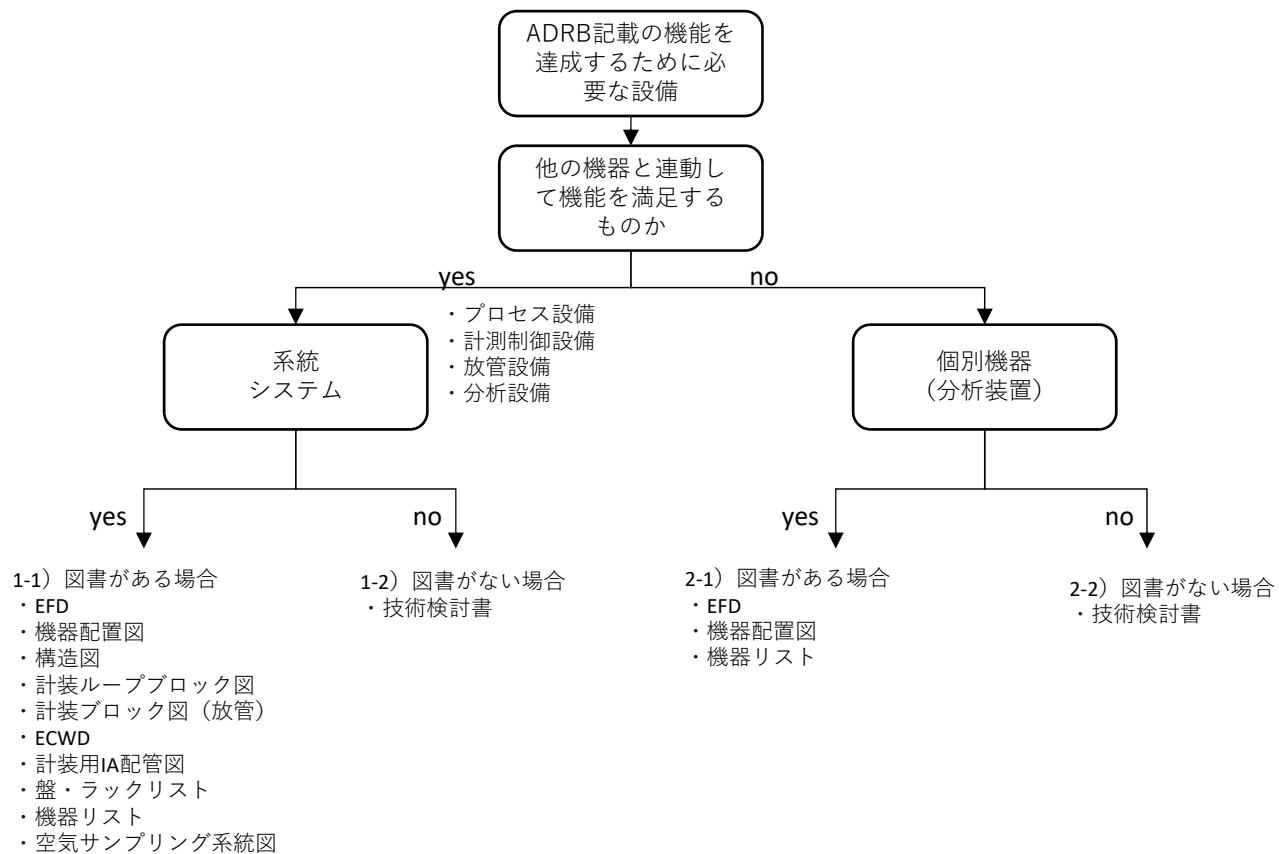 ADRB記載の機能を
達成するために必
要な設備
他の機器と連動し
て機能を満足する
ものか
yes
no
・プロセス設備
・計測制御設備
・放管設備
・分析設備
系統
システム
個別機器
（分析装置）
yes
no
yes
no
1-1）図書がある場合
・EFD
・機器配置図
・構造図
・計装ループブロック図
・計装ブロック図（放管）
・ECWD
・計装用IA配管図
・盤・ラックリスト
・機器リスト
・空気サンプリング系統図
1-2）図書がない場合
・技術検討書
2-1）図書がある場合
・EFD
・機器配置図
・機器リスト
2-2）図書がない場合
・技術検討書